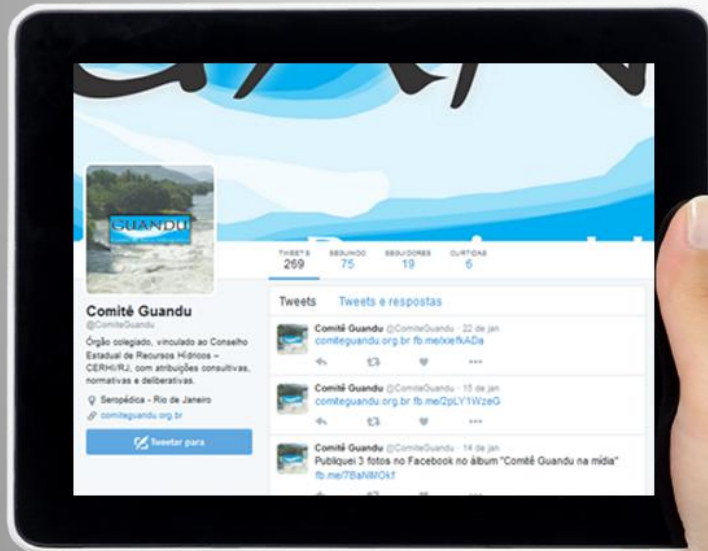 GUANDU
TWEETS SEGUINDO SEGUIDORES CURTIDAS
269 75 19 6
Comitê Guandu
@ComiteGuandu
Órgão colegiado, vinculado ao Conselho
Estadual de Recursos Hídricos –
CERHI/RJ, com atribuições consultivas,
normativas e deliberativas.
Seropédica - Rio de Janeiro
comiteguandu.org.br
Tweetar para
Tweets Tweets e respostas
Comitê Guandu @ComiteGuandu · 22 de jan
comiteguandu.org.br fb.me/xiefkADa
Comitê Guandu @ComiteGuandu · 15 de jan
comiteguandu.org.br fb.me/2pLY1WzeG
Comitê Guandu @ComiteGuandu · 14 de jan
Publiquei 3 fotos no Facebook no álbum "Comitê Guandu na mídia"
fb.me/7BaNlMOkf